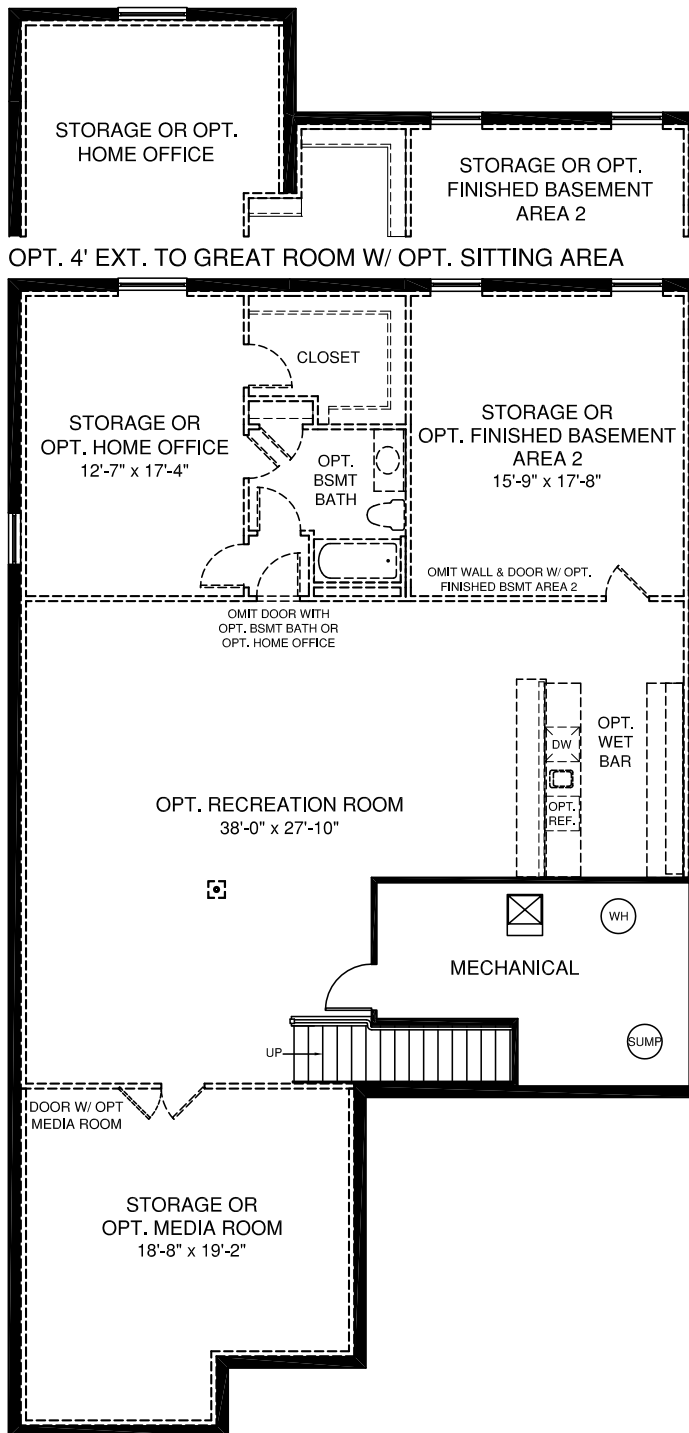 STORAGE OR OPT.
HOME OFFICE
STORAGE OR OPT.
FINISHED BASEMENT
AREA 2
OPT. 4' EXT. TO GREAT ROOM W/ OPT. SITTING AREA
CLOSET
STORAGE OR
OPT. HOME OFFICE
12'-7" x 17'-4"
OPT.
BSMT
BATH
STORAGE OR
OPT. FINISHED BASEMENT
AREA 2
15'-9" x 17'-8"
OMIT WALL & DOOR W/ OPT.
FINISHED BSMT AREA 2
OMIT DOOR WITH
OPT. BSMT BATH OR
OPT. HOME OFFICE
OPT.
WET
BAR
DW
OPT.
REF.
OPT. RECREATION ROOM
38'-0" x 27'-10"
WH
MECHANICAL
SUMP
UP
DOOR W/ OPT
MEDIA ROOM
STORAGE OR
OPT. MEDIA ROOM
18'-8" x 19'-2"